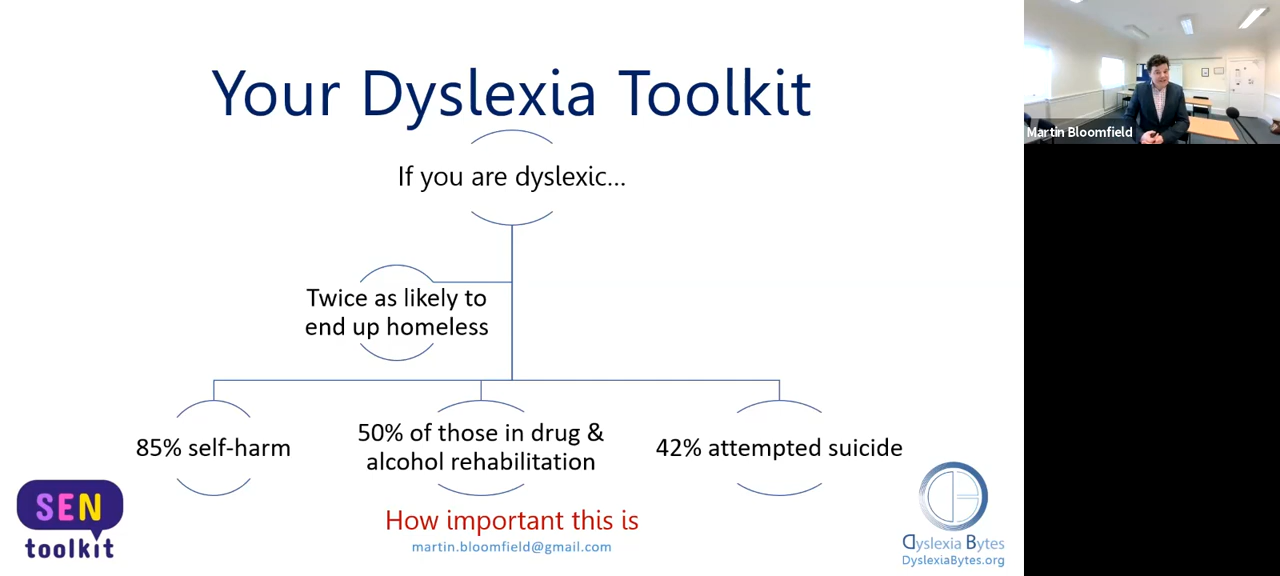 Your Dyslexia Toolkit
Martin Bloomfield
If you are dyslexic...
Twice as likely to
end up homeless
85% self-harm
50% of those in drug &
alcohol rehabilitation
42% attempted suicide
How important this is
martin.bloomfield@gmail.com
SEN
toolkit
Dyslexia Bytes
DyslexiaBytes.org